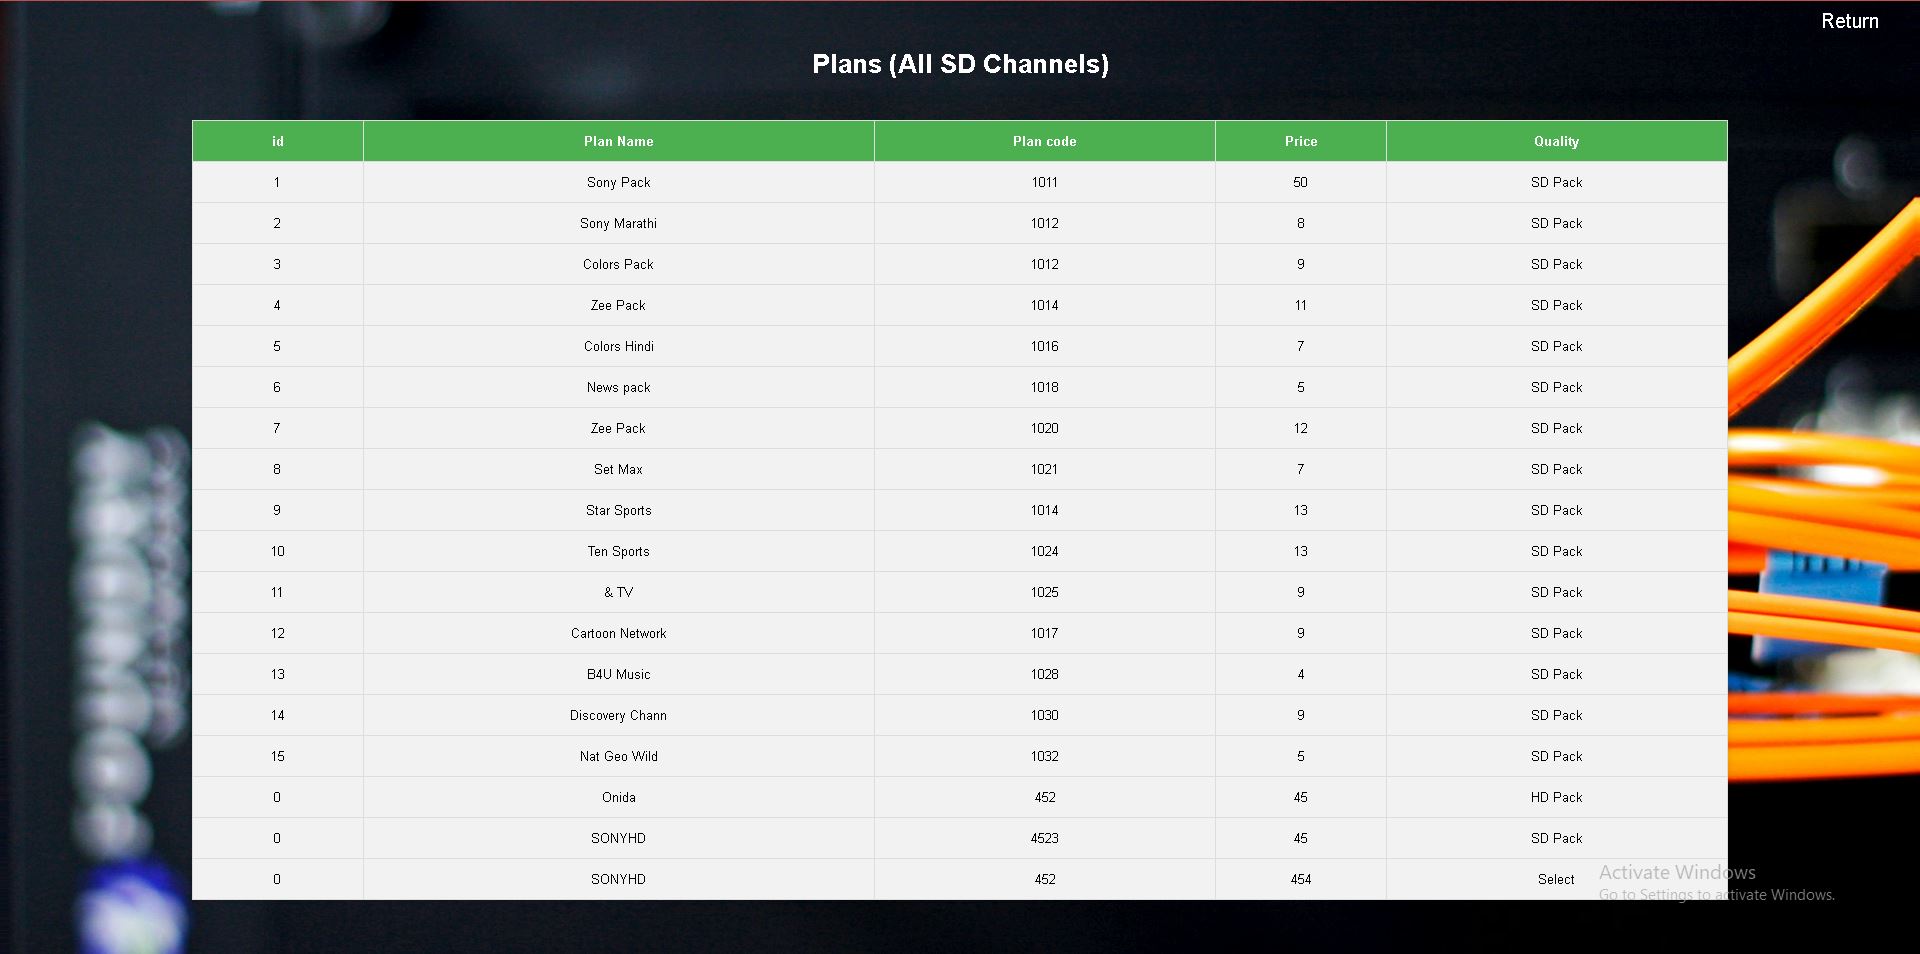 Return
Plans (All SD Channels)
id Plan Name Plan code Price Quality
1 Sony Pack 1011 50 SD Pack
2 Sony Marathi 1012 8 SD Pack
3 Colors Pack 1012 9 SD Pack
4 Zee Pack 1014 11 SD Pack
5 Colors Hindi 1016 7 SD Pack
6 News pack 1018 5 SD Pack
7 Zee Pack 1020 12 SD Pack
8 Set Max 1021 7 SD Pack
9 Star Sports 1014 13 SD Pack
10 Ten Sports 1024 13 SD Pack
11 & TV 1025 9 SD Pack
12 Cartoon Network 1017 9 SD Pack
13 B4U Music 1028 4 SD Pack
14 Discovery Chann 1030 9 SD Pack
15 Nat Geo Wild 1032 5 SD Pack
0 Onida 452 45 HD Pack
0 SONYHD 4523 45 SD Pack
0 SONYHD 452 454 Select
Activate Windows
Go to Settings to activate Windows.